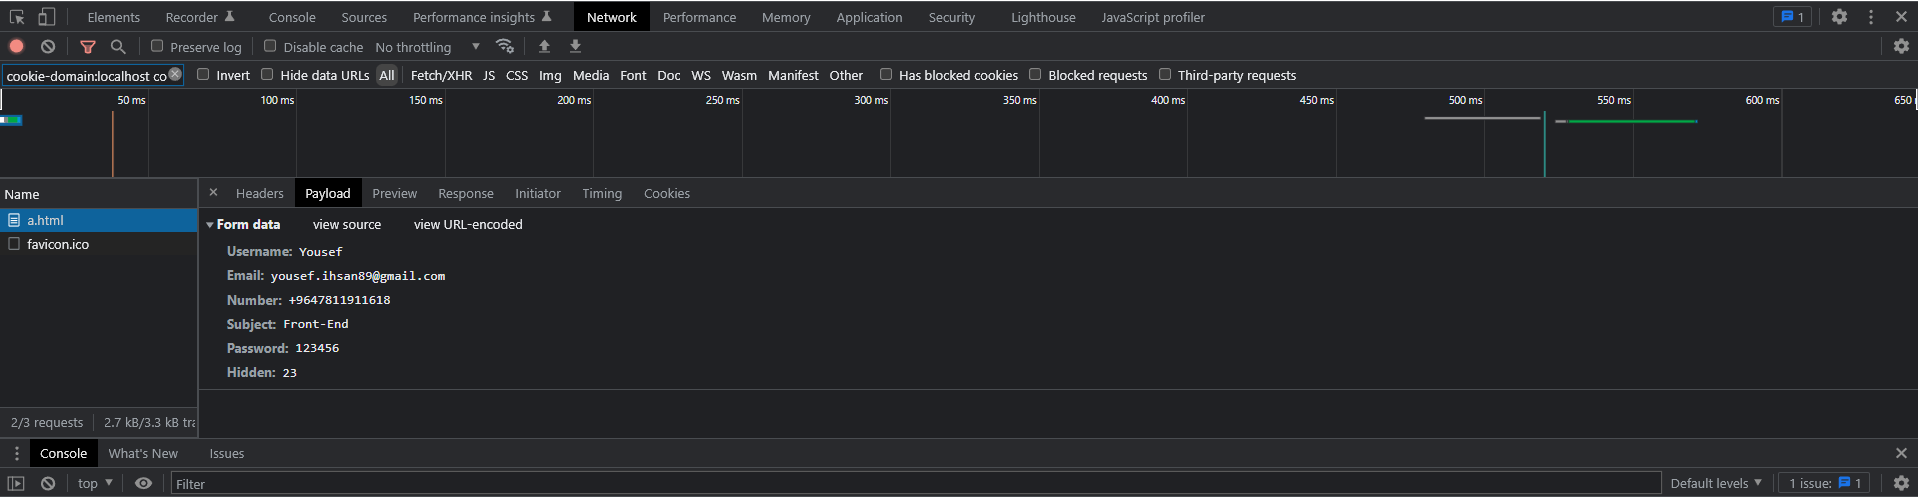 Elements Recorder Console Sources Performance insights Network Performance Memory Application Security Lighthouse JavaScript profiler 1
Preserve log Disable cache No throttling
cookie-domain:localhost co Invert Hide data URLs All Fetch/XHR JS CSS Img Media Font Doc WS Wasm Manifest Other Has blocked cookies Blocked requests Third-party requests
50 ms 100 ms 150 ms 200 ms 250 ms 300 ms 350 ms 400 ms 450 ms 500 ms 550 ms 600 ms 650
Name
a.html
favicon.ico
2/3 requests 2.7 kB/3.3 kB tra
Headers Payload Preview Response Initiator Timing Cookies
Form data view source view URL-encoded
Username: Yousef
Email: yousef.ihsan89@gmail.com
Number: +9647811911618
Subject: Front-End
Password: 123456
Hidden: 23
Console What's New Issues
top Filter Default levels 1 issue: 1